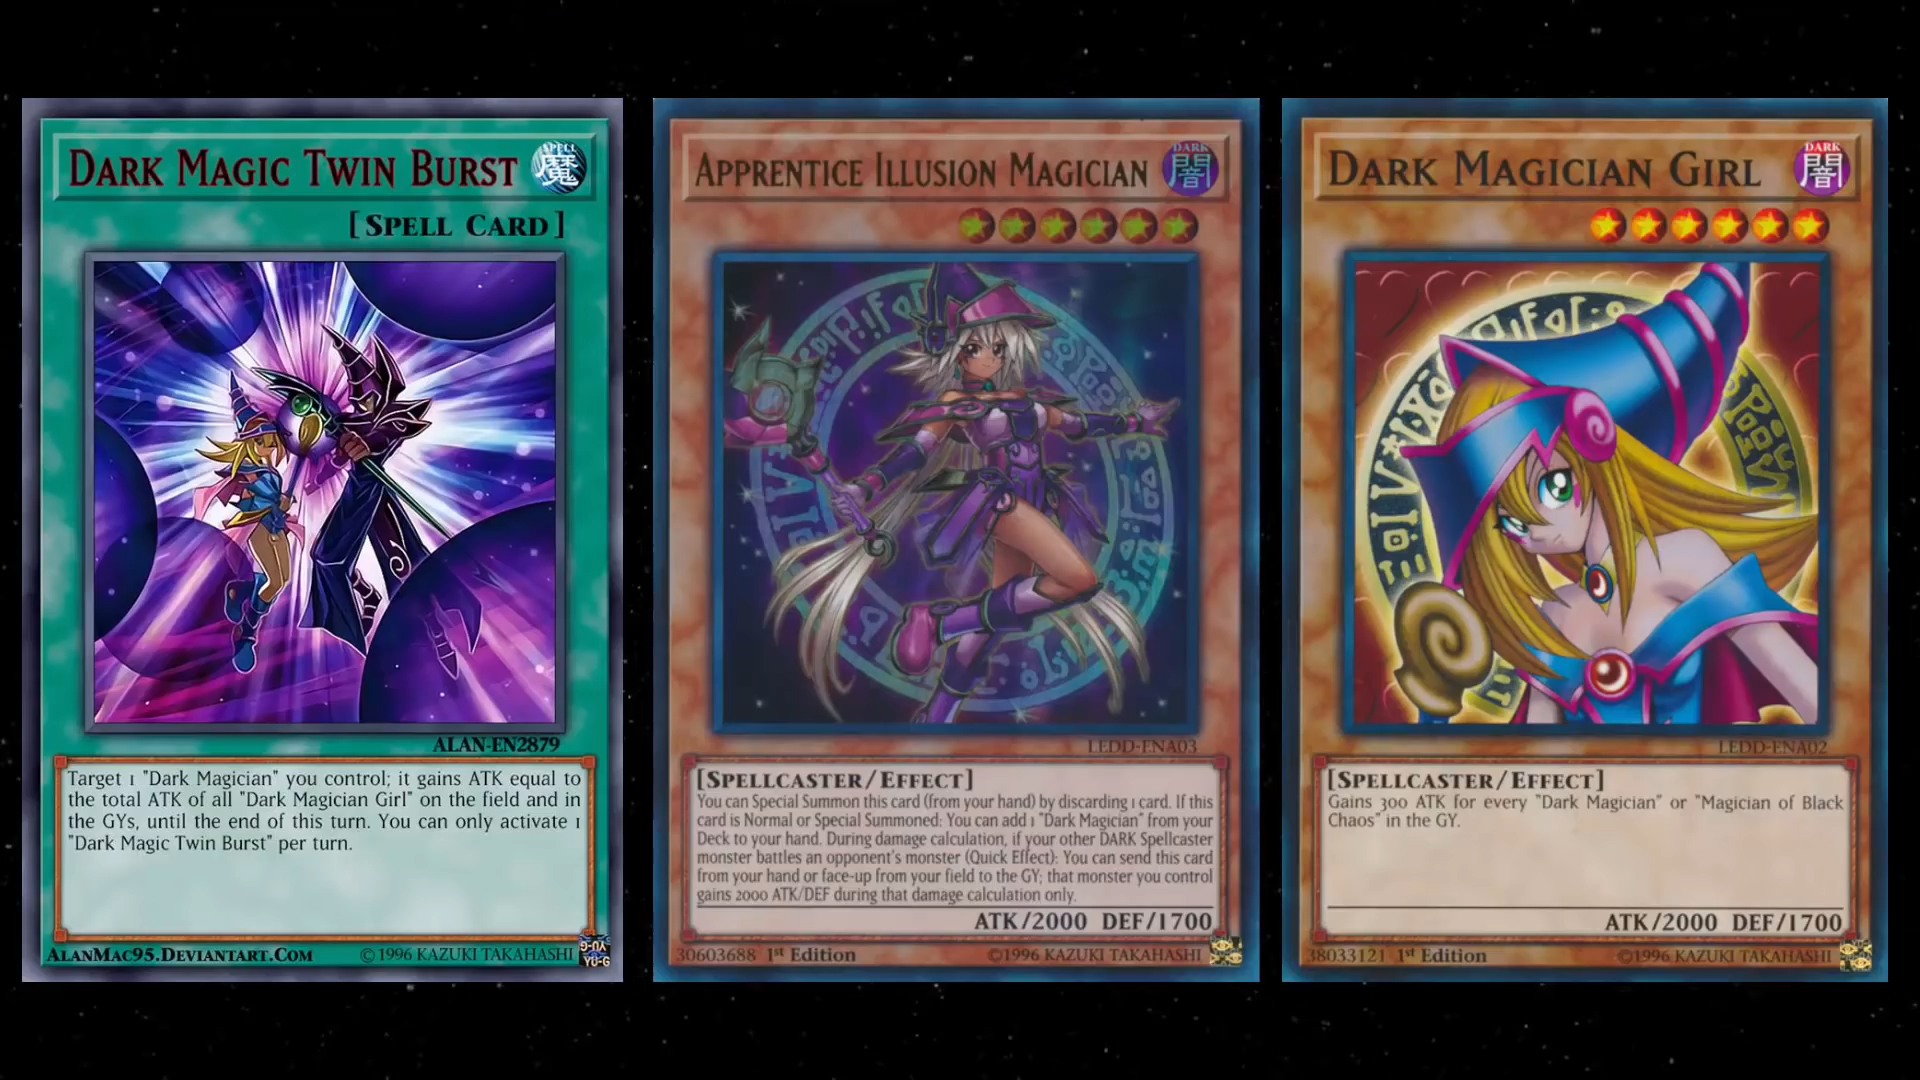 DARK MAGIC TWIN BURST
SPELL
魔
[SPELL CARD]
ALAN-EN2879
Target 1 "Dark Magician" you control; it gains ATK equal to
the total ATK of all "Dark Magician Girl" on the field and in
the GYs, until the end of this turn. You can only activate 1
"Dark Magic Twin Burst" per turn.
ALANMAC95.DEVIANTART.COM
©1996 KAZUKI TAKAHASHI
APPRENTICE ILLUSION MAGICIAN
DARK
闇
LEDD-ENA03
[SPELLCASTER/EFFECT]
You can Special Summon this card (from your hand) by discarding 1 card. If this
card is Normal or Special Summoned: You can add 1 "Dark Magician" from your
Deck to your hand. During damage calculation, if your other DARK Spellcaster
monster battles an opponent's monster (Quick Effect): You can send this card
from your hand or face-up from your field to the GY; that monster you control
gains 2000 ATK/DEF during that damage calculation only.
ATK/2000 DEF/1700
30603688 1st Edition
©1996 KAZUKI TAKAHASHI
DARK MAGICIAN GIRL
DARK
闇
LEDD-ENA02
[SPELLCASTER/EFFECT]
Gains 300 ATK for every "Dark Magician" or "Magician of Black
Chaos" in the GY.
ATK/2000 DEF/1700
38033121 1st Edition
©1996 KAZUKI TAKAHASHI